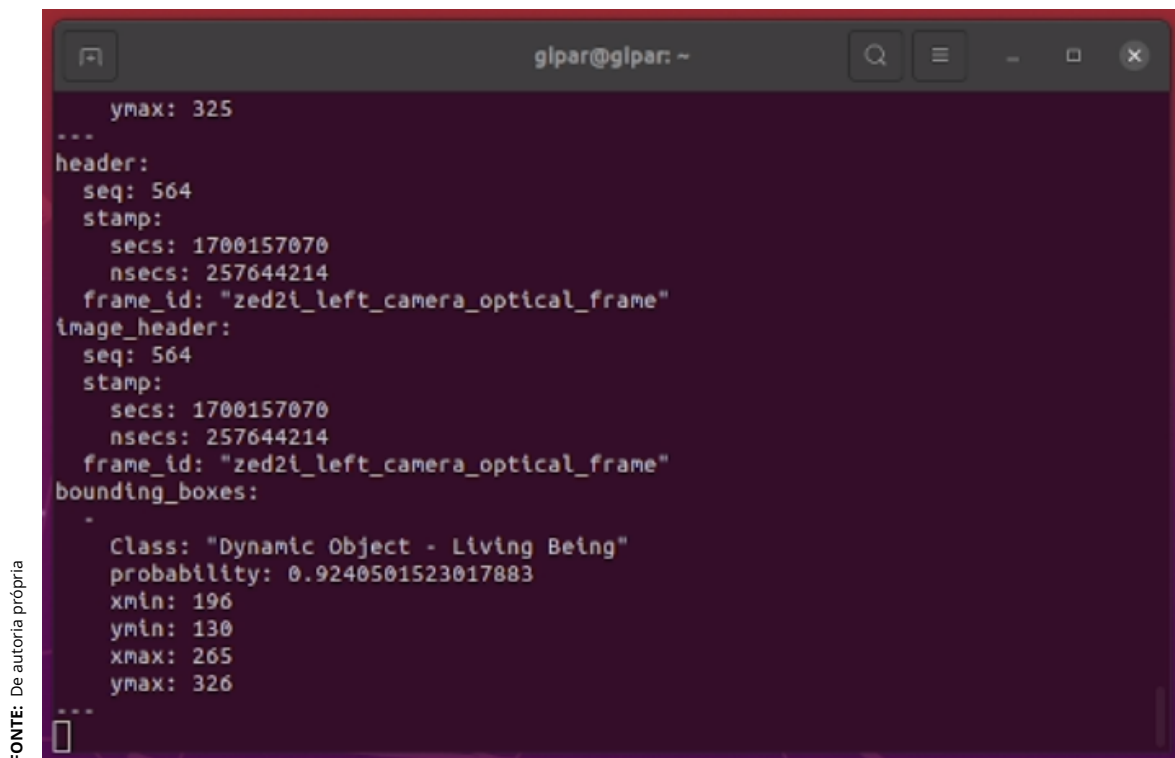 glpar@glpar: ~
ymax: 325
---
header:
seq: 564
stamp:
secs: 1700157070
nsecs: 257644214
frame_id: "zed2i_left_camera_optical_frame"
image_header:
seq: 564
stamp:
secs: 1700157070
nsecs: 257644214
frame_id: "zed2i_left_camera_optical_frame"
bounding_boxes:
-
Class: "Dynamic Object - Living Being"
probability: 0.9240501523017883
xmin: 196
ymin: 130
xmax: 265
ymax: 326
---
FONTE: De autoria própria